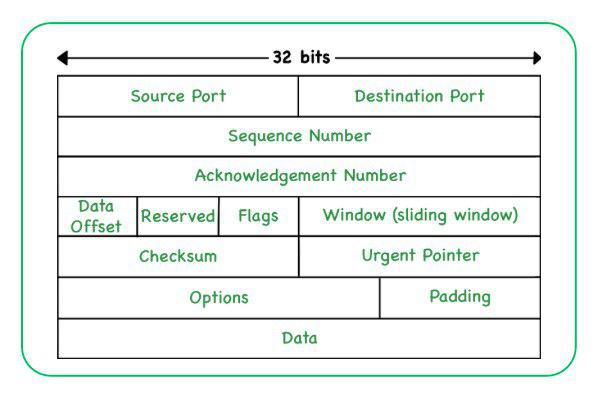 32 bits
Source Port Destination Port
Sequence Number
Acknowledgement Number
Data Offset Reserved Flags Window (sliding window)
Checksum Urgent Pointer
Options Padding
Data